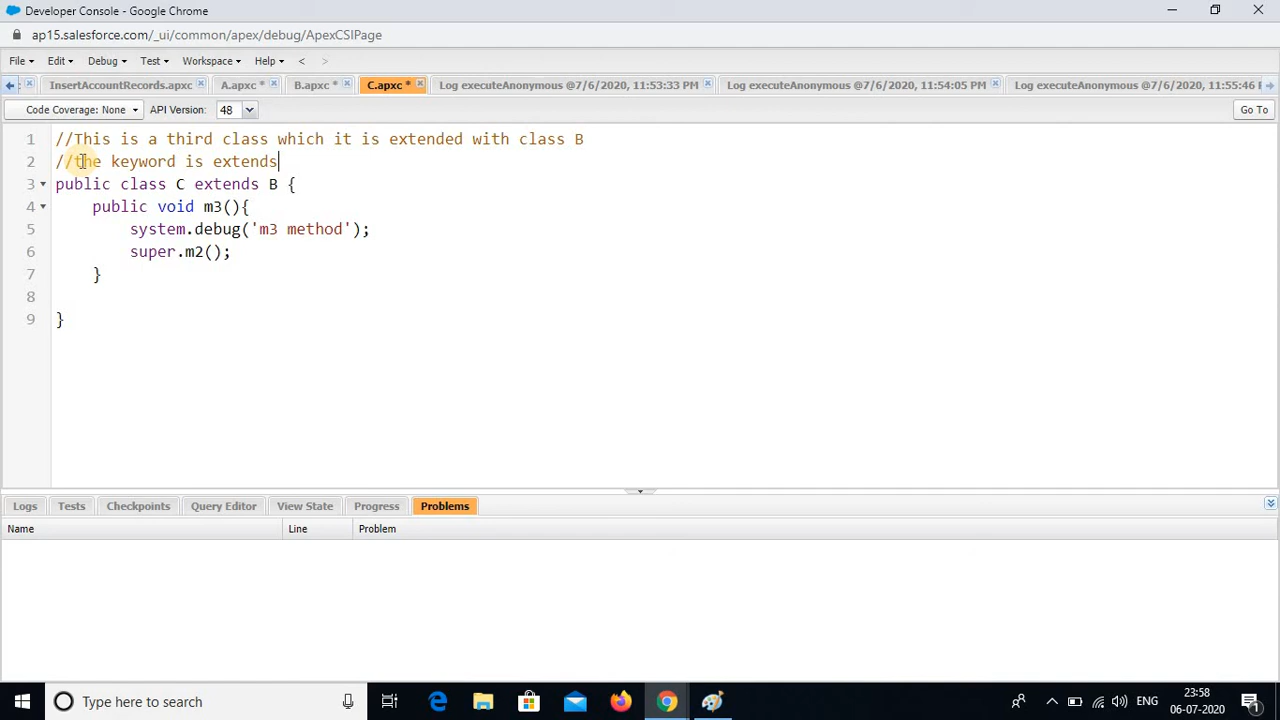 Developer Console - Google Chrome
ap15.salesforce.com/_ui/common/apex/debug/ApexCSIPage
File Edit Debug Test Workspace Help < >
InsertAccountRecords.apxc A.apxc * B.apxc * C.apxc * Log executeAnonymous @7/6/2020, 11:53:33 PM Log executeAnonymous @7/6/2020, 11:54:05 PM Log executeAnonymous @7/6/2020, 11:55:46 F
Code Coverage: None API Version: 48 Go To
1 //This is a third class which it is extended with class B
2 //the keyword is extends
3 public class C extends B {
4 public void m3(){
5 system.debug('m3 method');
6 super.m2();
7 }
8
9 }
Logs Tests Checkpoints Query Editor View State Progress Problems
Name Line Problem
Type here to search ENG 23:58
06-07-2020 1